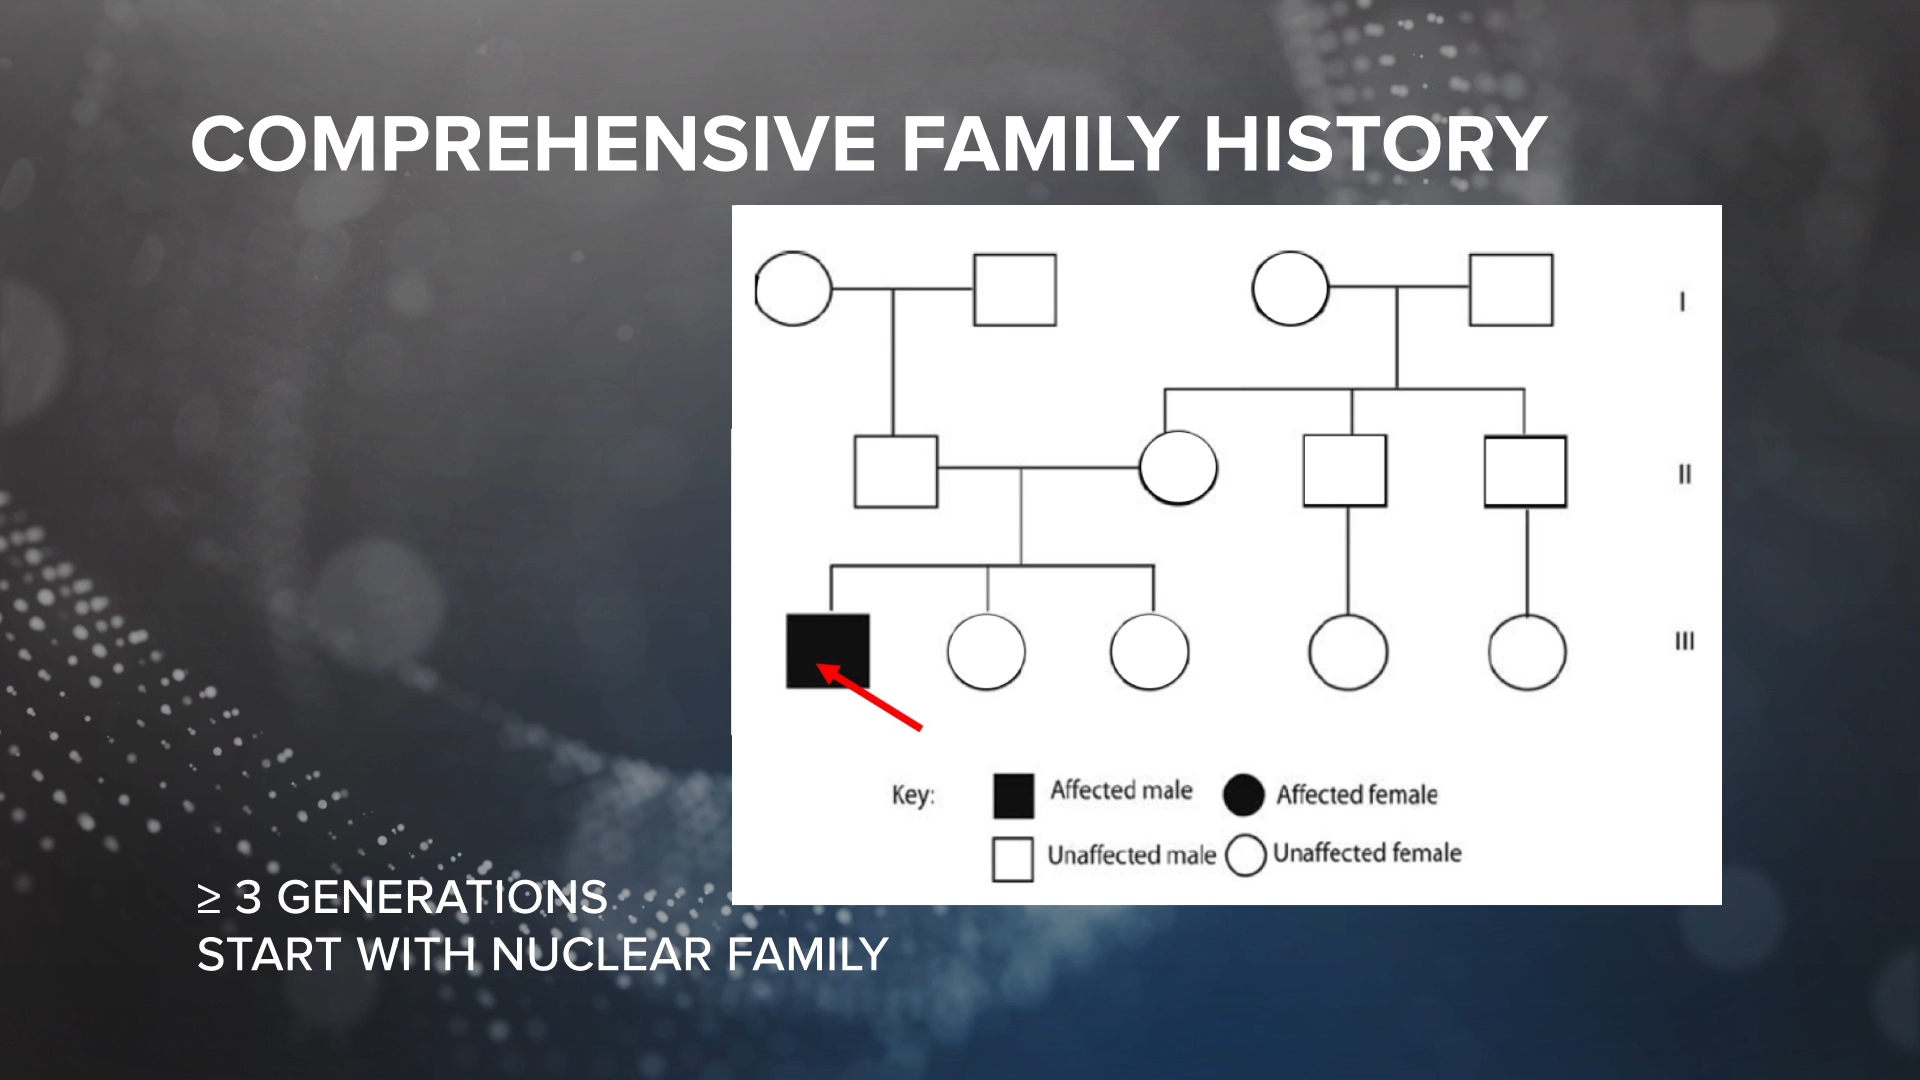 COMPREHENSIVE FAMILY HISTORY
I
II
III
Key:
Affected male
Affected female
Unaffected male
Unaffected female
≥ 3 GENERATIONS
START WITH NUCLEAR FAMILY